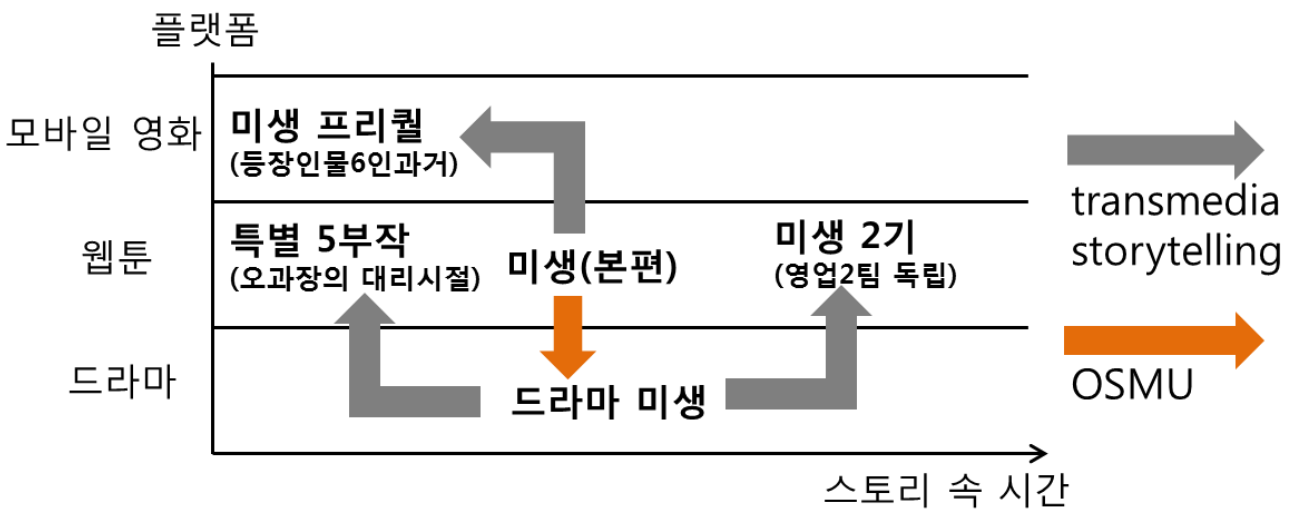 플랫폼
모바일 영화
미생 프리퀄
(등장인물6인과거)
웹툰
특별 5부작
(오과장의 대리시절)
미생(본편)
미생 2기
(영업2팀 독립)
드라마
드라마 미생
스토리 속 시간
transmedia
storytelling
OSMU